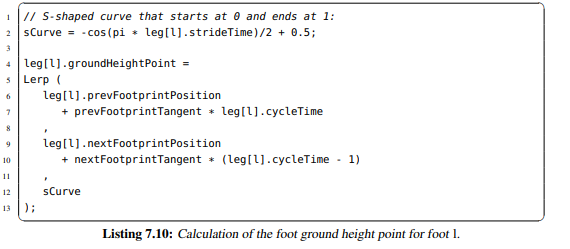 1 // S-shaped curve that starts at 0 and ends at 1:
2 sCurve = -cos(pi * leg[l].strideTime)/2 + 0.5;
3
4 leg[l].groundHeightPoint =
5 Lerp (
6 leg[l].prevFootprintPosition
7 + prevFootprintTangent * leg[l].cycleTime
8 ,
9 leg[l].nextFootprintPosition
10 + nextFootprintTangent * (leg[l].cycleTime - 1)
11 ,
12 sCurve
13 );
Listing 7.10: Calculation of the foot ground height point for foot l.